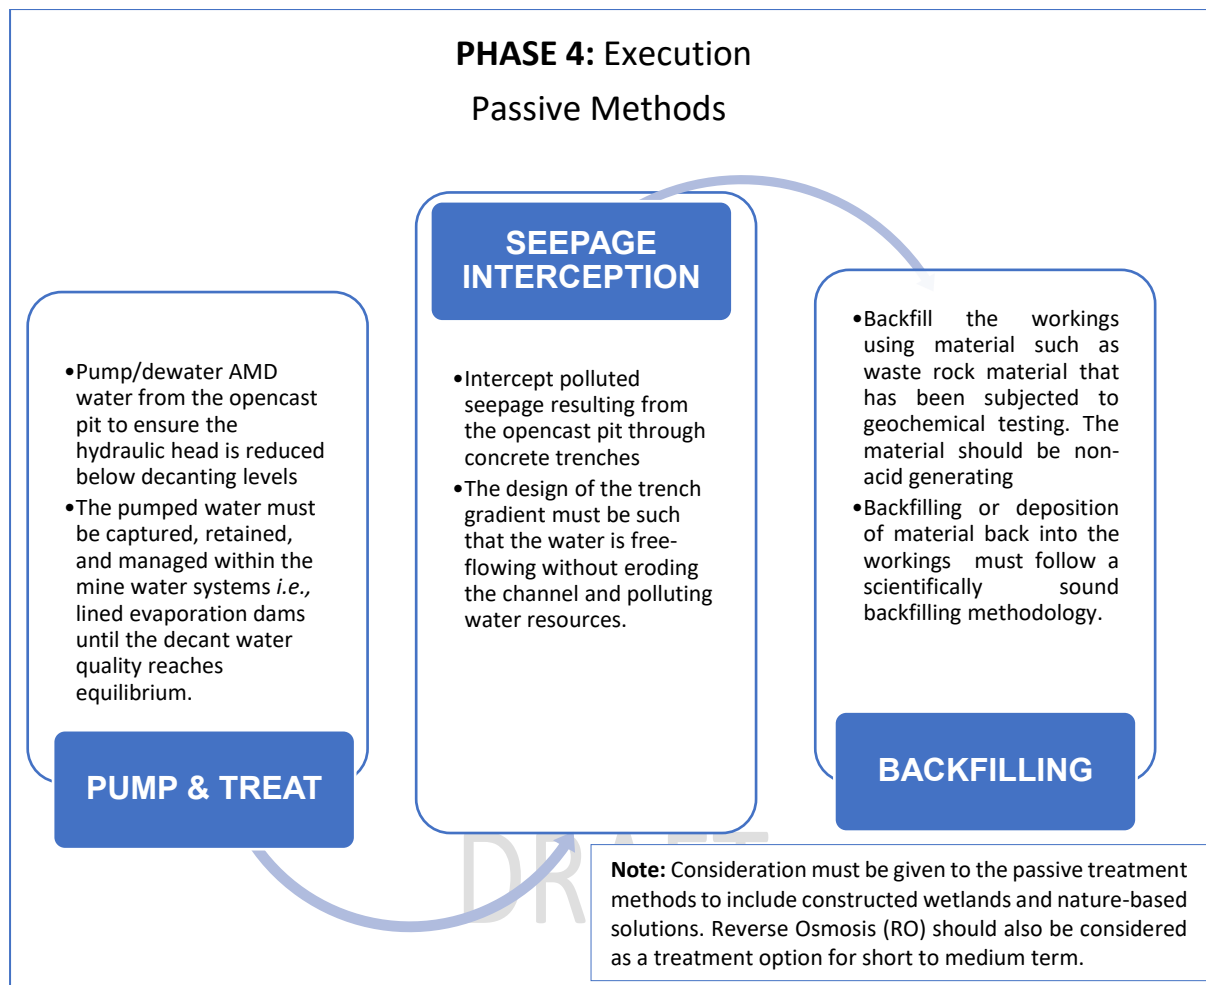 PHASE 4: Execution
Passive Methods
•Pump/dewater AMD
water from the opencast
pit to ensure the
hydraulic head is reduced
below decanting levels
•The pumped water must
be captured, retained,
and managed within the
mine water systems i.e.,
lined evaporation dams
until the decant water
quality reaches
equilibrium.
PUMP & TREAT
SEEPAGE
INTERCEPTION
•Intercept polluted
seepage resulting from
the opencast pit through
concrete trenches
•The design of the trench
gradient must be such
that the water is free-
flowing without eroding
the channel and polluting
water resources.
•Backfill the workings
using material such as
waste rock material that
has been subjected to
geochemical testing. The
material should be non-
acid generating
•Backfilling or deposition
of material back into the
workings must follow a
scientifically sound
backfilling methodology.
BACKFILLING
DRAFT
Note: Consideration must be given to the passive treatment
methods to include constructed wetlands and nature-based
solutions. Reverse Osmosis (RO) should also be considered
as a treatment option for short to medium term.